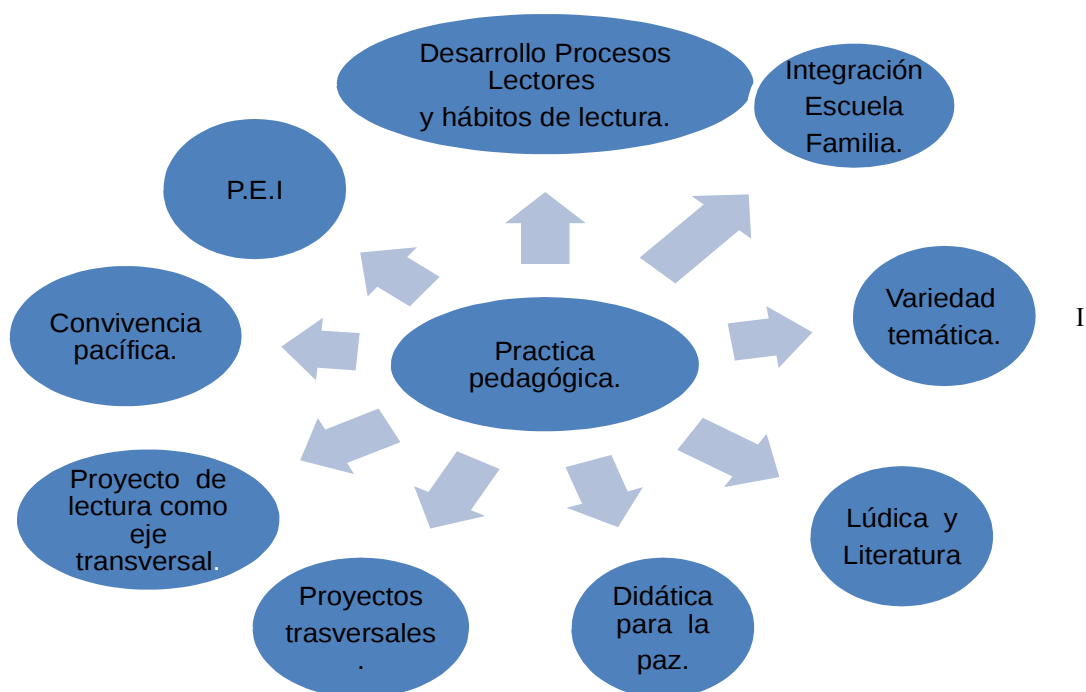 Desarrollo Procesos
Lectores
y hábitos de lectura.
Integración
Escuela
Familia.
P.E.I
Variedad
temática.
I
Convivencia
pacífica.
Practica
pedagógica.
Proyecto de
lectura como
eje
transversal.
Lúdica y
Literatura
Proyectos
trasversales
.
Didática
para la
paz.